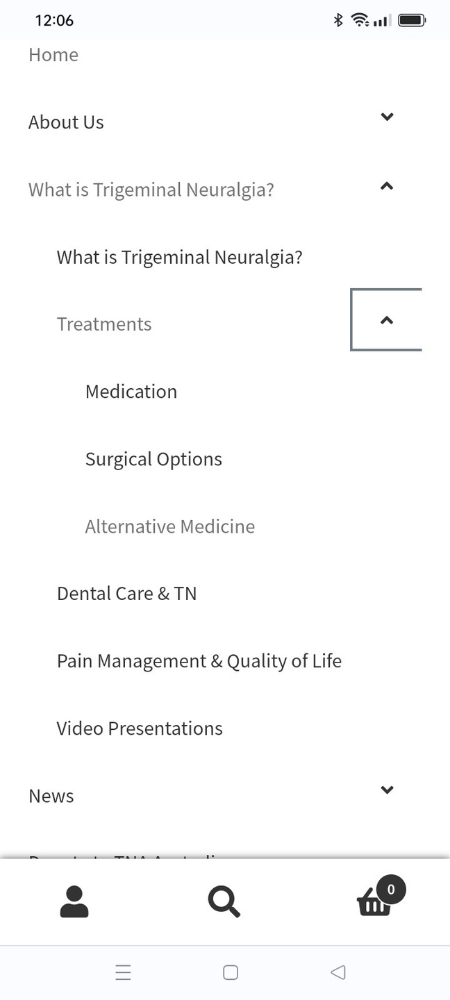 12:06
Home
About Us
What is Trigeminal Neuralgia?
What is Trigeminal Neuralgia?
Treatments
Medication
Surgical Options
Alternative Medicine
Dental Care & TN
Pain Management & Quality of Life
Video Presentations
News
0